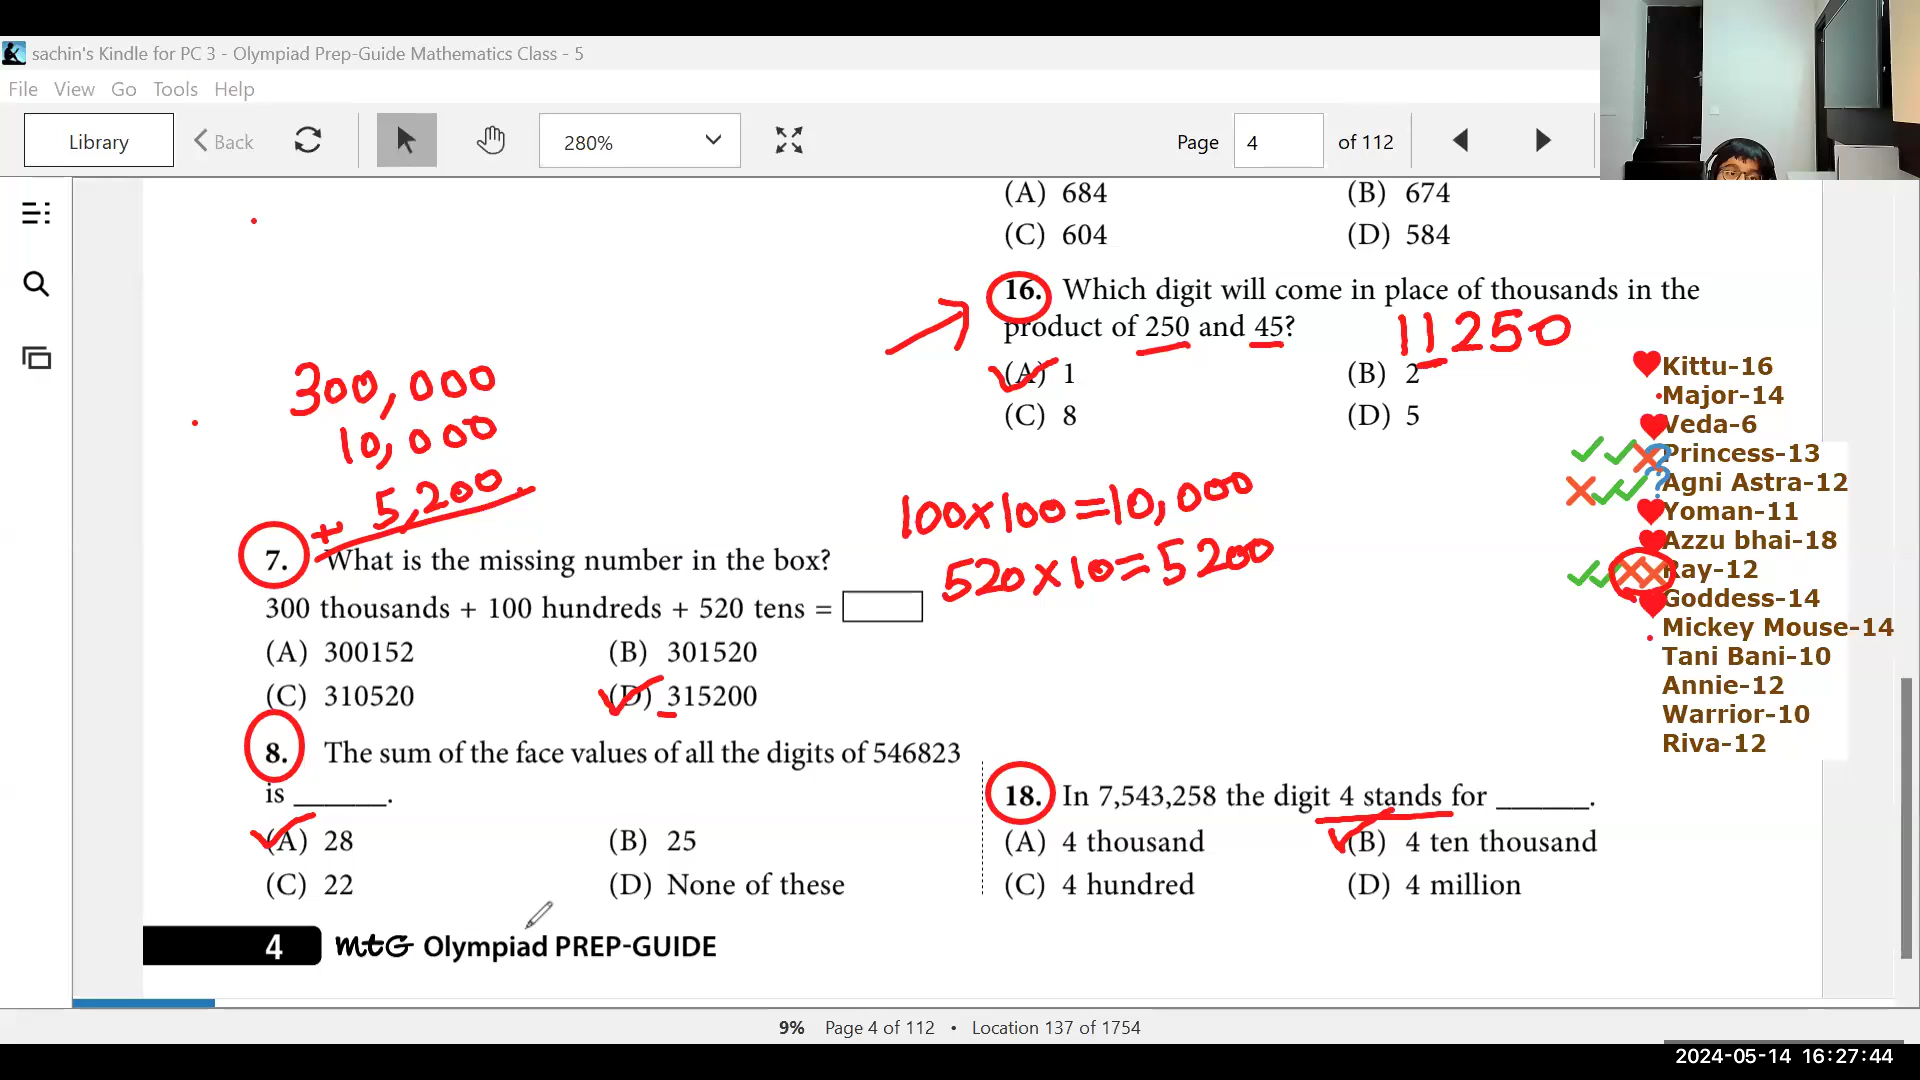 sachin's Kindle for PC 3 - Olympiad Prep-Guide Mathematics Class - 5
File View Go Tools Help
Library Back 280% Page 4 of 112
(A) 684 (B) 674
(C) 604 (D) 584
16. Which digit will come in place of thousands in the
product of 250 and 45?
11250
(A) 1 (B) 2
(C) 8 (D) 5
300,000
10,000
+ 5,200
100×100=10,000
520×10=5200
7. What is the missing number in the box?
300 thousands + 100 hundreds + 520 tens =
(A) 300152 (B) 301520
(C) 310520 (D) 315200
8. The sum of the face values of all the digits of 546823
is ______.
(A) 28 (B) 25
(C) 22 (D) None of these
18. In 7,543,258 the digit 4 stands for ______.
(A) 4 thousand (B) 4 ten thousand
(C) 4 hundred (D) 4 million
Kittu-16
Major-14
Veda-6
Princess-13
?
Agni Astra-12
Yoman-11
Azzu bhai-18
Ray-12
Goddess-14
Mickey Mouse-14
Tani Bani-10
Annie-12
Warrior-10
Riva-12
4 mtG Olympiad PREP-GUIDE
9% Page 4 of 112 • Location 137 of 1754
2024-05-14 16:27:44